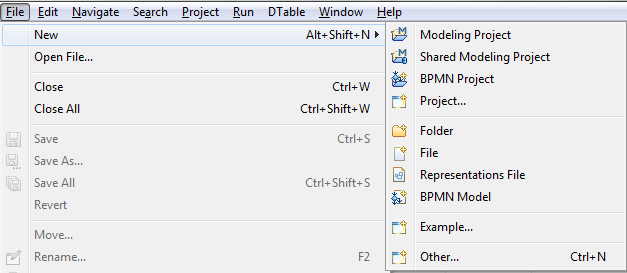 File Edit Navigate Search Project Run DTable Window Help
New Alt+Shift+N
Open File...
Close Ctrl+W
Close All Ctrl+Shift+W
Save Ctrl+S
Save As...
Save All Ctrl+Shift+S
Revert
Move...
Rename... F2
Modeling Project
Shared Modeling Project
BPMN Project
Project...
Folder
File
Representations File
BPMN Model
Example...
Other... Ctrl+N